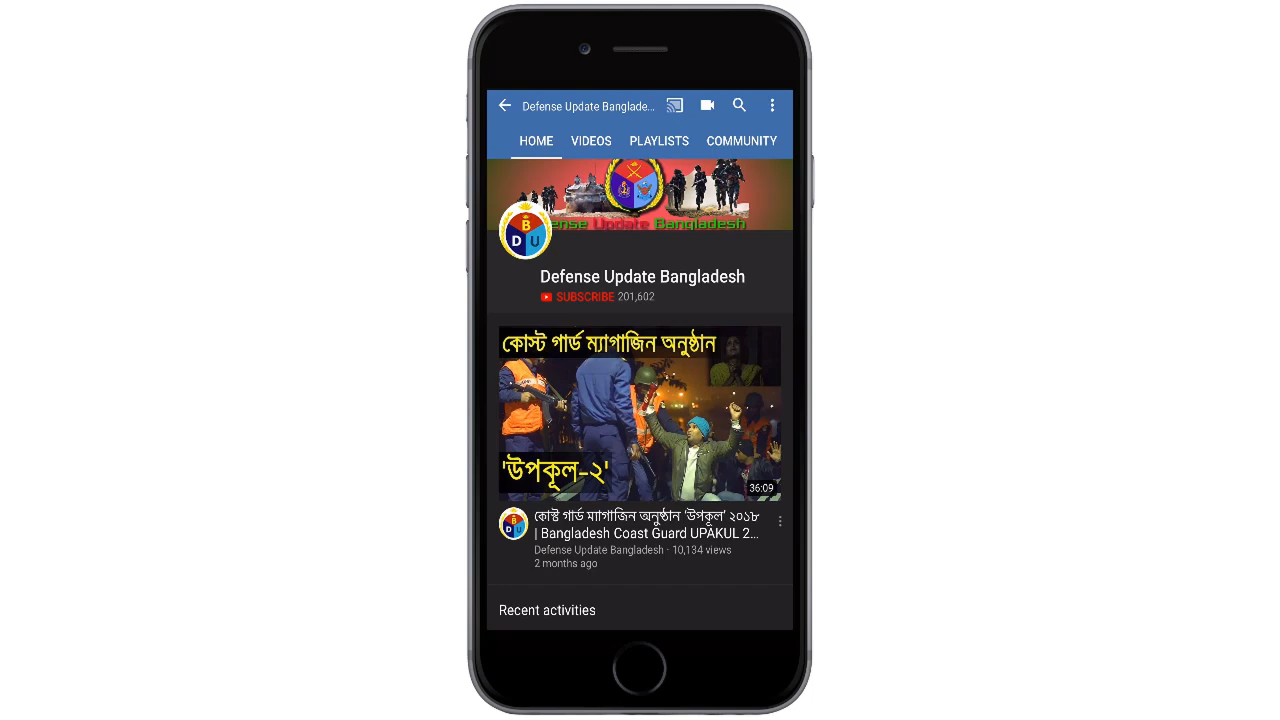 Defense Update Banglade...
HOME VIDEOS PLAYLISTS COMMUNITY
Defense Update Bangladesh
B
D U
Defense Update Bangladesh
SUBSCRIBE 201,602
কোস্ট গার্ড ম্যাগাজিন অনুষ্ঠান
'উপকূল-২'
36:09
B
D U
কোস্ট গার্ড ম্যাগাজিন অনুষ্ঠান ‘উপকূল’ ২০১৮
| Bangladesh Coast Guard UPAKUL 2...
Defense Update Bangladesh · 10,134 views
2 months ago
Recent activities